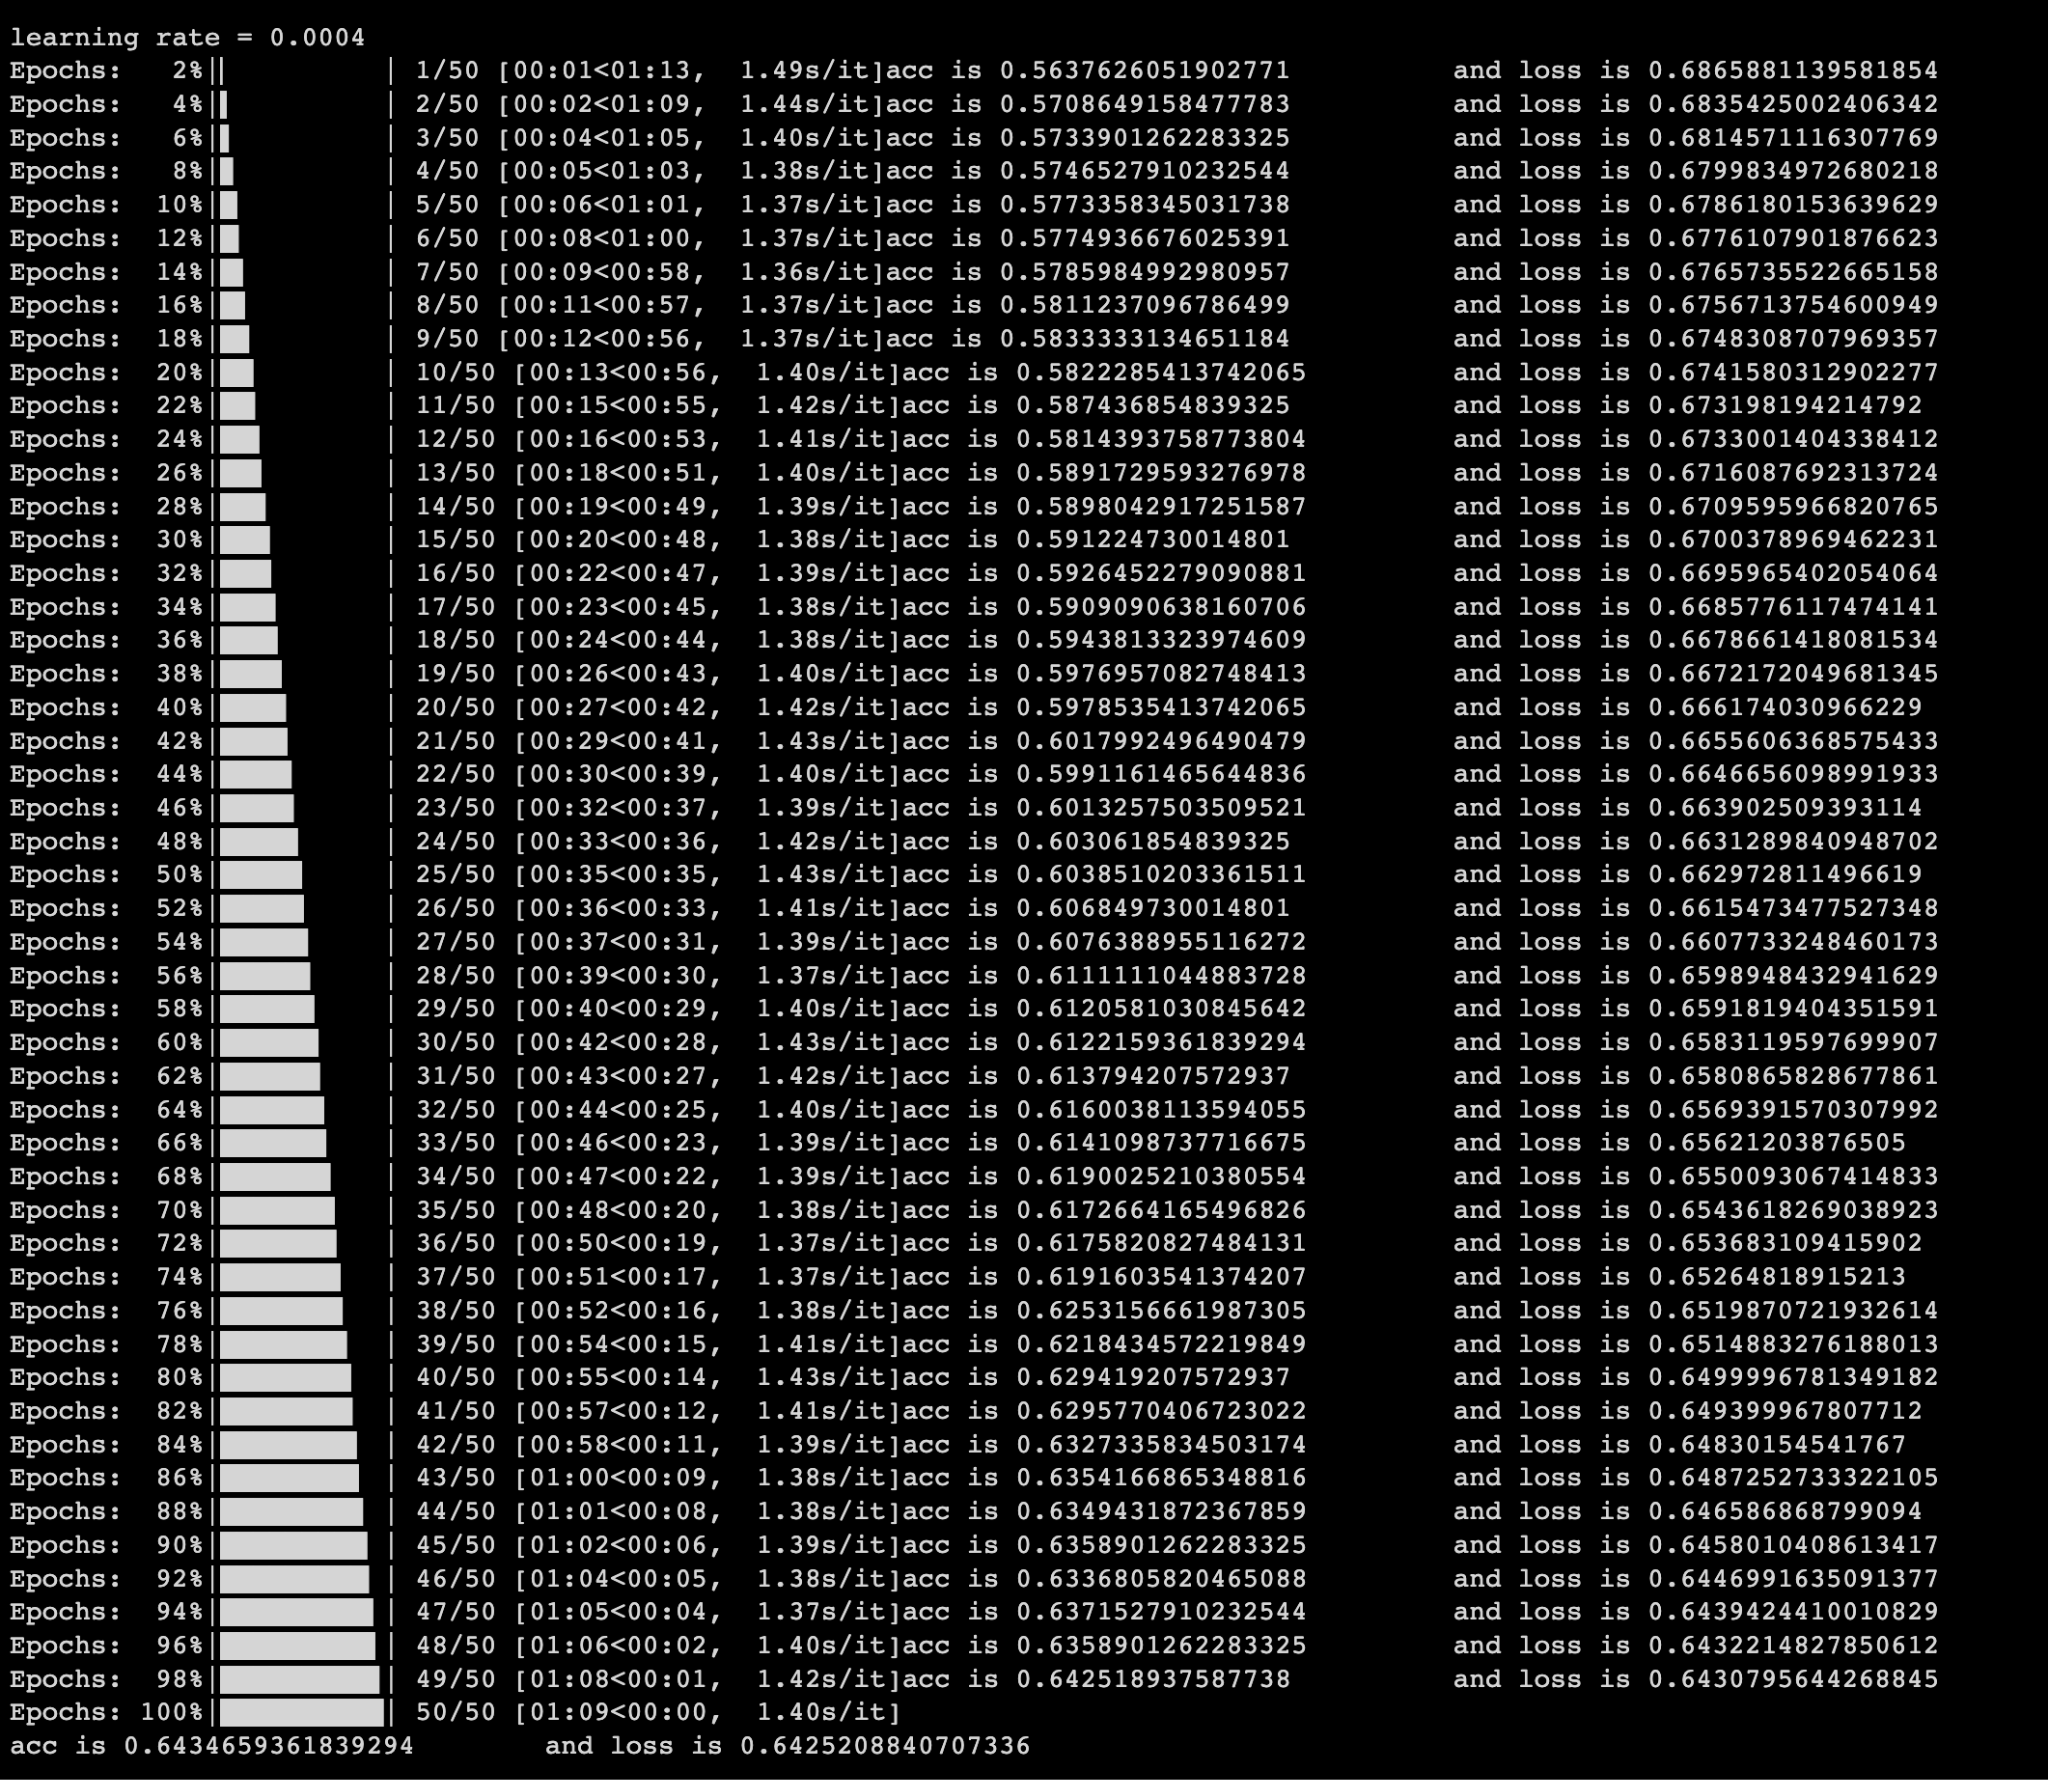 learning rate = 0.0004
Epochs:   2%|| | 1/50 [00:01<01:13,  1.49s/it]acc is 0.5637626051902771 and loss is 0.6865881139581854
Epochs:   4%|█ | 2/50 [00:02<01:09,  1.44s/it]acc is 0.5708649158477783 and loss is 0.6835425002406342
Epochs:   6%|█ | 3/50 [00:04<01:05,  1.40s/it]acc is 0.5733901262283325 and loss is 0.6814571116307769
Epochs:   8%|█ | 4/50 [00:05<01:03,  1.38s/it]acc is 0.5746527910232544 and loss is 0.6799834972680218
Epochs:  10%|█ | 5/50 [00:06<01:01,  1.37s/it]acc is 0.5773358345031738 and loss is 0.6786180153639629
Epochs:  12%|█ | 6/50 [00:08<01:00,  1.37s/it]acc is 0.5774936676025391 and loss is 0.6776107901876623
Epochs:  14%|█ | 7/50 [00:09<00:58,  1.36s/it]acc is 0.5785984992980957 and loss is 0.6765735522665158
Epochs:  16%|█ | 8/50 [00:11<00:57,  1.37s/it]acc is 0.5811237096786499 and loss is 0.6756713754600949
Epochs:  18%|█ | 9/50 [00:12<00:56,  1.37s/it]acc is 0.5833333134651184 and loss is 0.6748308707969357
Epochs:  20%|██ | 10/50 [00:13<00:56,  1.40s/it]acc is 0.5822285413742065 and loss is 0.6741580312902277
Epochs:  22%|██ | 11/50 [00:15<00:55,  1.42s/it]acc is 0.587436854839325 and loss is 0.673198194214792
Epochs:  24%|██ | 12/50 [00:16<00:53,  1.41s/it]acc is 0.5814393758773804 and loss is 0.6733001404338412
Epochs:  26%|██ | 13/50 [00:18<00:51,  1.40s/it]acc is 0.5891729593276978 and loss is 0.6716087692313724
Epochs:  28%|██ | 14/50 [00:19<00:49,  1.39s/it]acc is 0.5898042917251587 and loss is 0.6709595966820765
Epochs:  30%|███ | 15/50 [00:20<00:48,  1.38s/it]acc is 0.591224730014801 and loss is 0.6700378969462231
Epochs:  32%|███ | 16/50 [00:22<00:47,  1.39s/it]acc is 0.5926452279090881 and loss is 0.6695965402054064
Epochs:  34%|███ | 17/50 [00:23<00:45,  1.38s/it]acc is 0.5909090638160706 and loss is 0.6685776117474141
Epochs:  36%|███ | 18/50 [00:24<00:44,  1.38s/it]acc is 0.5943813323974609 and loss is 0.6678661418081534
Epochs:  38%|███ | 19/50 [00:26<00:43,  1.40s/it]acc is 0.5976957082748413 and loss is 0.6672172049681345
Epochs:  40%|████ | 20/50 [00:27<00:42,  1.42s/it]acc is 0.5978535413742065 and loss is 0.666174030966229
Epochs:  42%|████ | 21/50 [00:29<00:41,  1.43s/it]acc is 0.6017992496490479 and loss is 0.6655606368575433
Epochs:  44%|████ | 22/50 [00:30<00:39,  1.40s/it]acc is 0.5991161465644836 and loss is 0.6646656098991933
Epochs:  46%|████ | 23/50 [00:32<00:37,  1.39s/it]acc is 0.6013257503509521 and loss is 0.663902509393114
Epochs:  48%|████ | 24/50 [00:33<00:36,  1.42s/it]acc is 0.603061854839325 and loss is 0.6631289840948702
Epochs:  50%|█████ | 25/50 [00:35<00:35,  1.43s/it]acc is 0.6038510203361511 and loss is 0.662972811496619
Epochs:  52%|█████ | 26/50 [00:36<00:33,  1.41s/it]acc is 0.606849730014801 and loss is 0.6615473477527348
Epochs:  54%|█████ | 27/50 [00:37<00:31,  1.39s/it]acc is 0.6076388955116272 and loss is 0.6607733248460173
Epochs:  56%|█████ | 28/50 [00:39<00:30,  1.37s/it]acc is 0.6111111044883728 and loss is 0.6598948432941629
Epochs:  58%|█████ | 29/50 [00:40<00:29,  1.40s/it]acc is 0.6120581030845642 and loss is 0.6591819404351591
Epochs:  60%|██████ | 30/50 [00:42<00:28,  1.43s/it]acc is 0.6122159361839294 and loss is 0.6583119597699907
Epochs:  62%|██████ | 31/50 [00:43<00:27,  1.42s/it]acc is 0.613794207572937 and loss is 0.6580865828677861
Epochs:  64%|██████ | 32/50 [00:44<00:25,  1.40s/it]acc is 0.6160038113594055 and loss is 0.6569391570307992
Epochs:  66%|██████ | 33/50 [00:46<00:23,  1.39s/it]acc is 0.6141098737716675 and loss is 0.65621203876505
Epochs:  68%|██████ | 34/50 [00:47<00:22,  1.39s/it]acc is 0.6190025210380554 and loss is 0.6550093067414833
Epochs:  70%|███████ | 35/50 [00:48<00:20,  1.38s/it]acc is 0.6172664165496826 and loss is 0.6543618269038923
Epochs:  72%|███████ | 36/50 [00:50<00:19,  1.37s/it]acc is 0.6175820827484131 and loss is 0.653683109415902
Epochs:  74%|███████ | 37/50 [00:51<00:17,  1.37s/it]acc is 0.6191603541374207 and loss is 0.65264818915213
Epochs:  76%|███████ | 38/50 [00:52<00:16,  1.38s/it]acc is 0.6253156661987305 and loss is 0.6519870721932614
Epochs:  78%|███████ | 39/50 [00:54<00:15,  1.41s/it]acc is 0.6218434572219849 and loss is 0.6514883276188013
Epochs:  80%|████████ | 40/50 [00:55<00:14,  1.43s/it]acc is 0.629419207572937 and loss is 0.6499996781349182
Epochs:  82%|████████ | 41/50 [00:57<00:12,  1.41s/it]acc is 0.6295770406723022 and loss is 0.649399967807712
Epochs:  84%|████████ | 42/50 [00:58<00:11,  1.39s/it]acc is 0.6327335834503174 and loss is 0.64830154541767
Epochs:  86%|████████ | 43/50 [01:00<00:09,  1.38s/it]acc is 0.6354166865348816 and loss is 0.6487252733322105
Epochs:  88%|████████ | 44/50 [01:01<00:08,  1.38s/it]acc is 0.6349431872367859 and loss is 0.646586868799094
Epochs:  90%|█████████ | 45/50 [01:02<00:06,  1.39s/it]acc is 0.6358901262283325 and loss is 0.6458010408613417
Epochs:  92%|█████████ | 46/50 [01:04<00:05,  1.38s/it]acc is 0.6336805820465088 and loss is 0.6446991635091377
Epochs:  94%|█████████ | 47/50 [01:05<00:04,  1.37s/it]acc is 0.6371527910232544 and loss is 0.6439424410010829
Epochs:  96%|█████████ | 48/50 [01:06<00:02,  1.40s/it]acc is 0.6358901262283325 and loss is 0.6432214827850612
Epochs:  98%|█████████ | 49/50 [01:08<00:01,  1.42s/it]acc is 0.642518937587738 and loss is 0.6430795644268845
Epochs: 100%|██████████| 50/50 [01:09<00:00,  1.40s/it]
acc is 0.6434659361839294 and loss is 0.6425208840707336